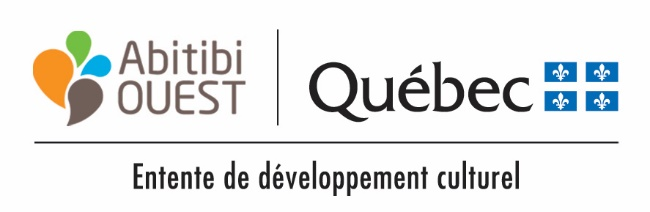 Abitibi
OUEST
Québec
Entente de développement culturel